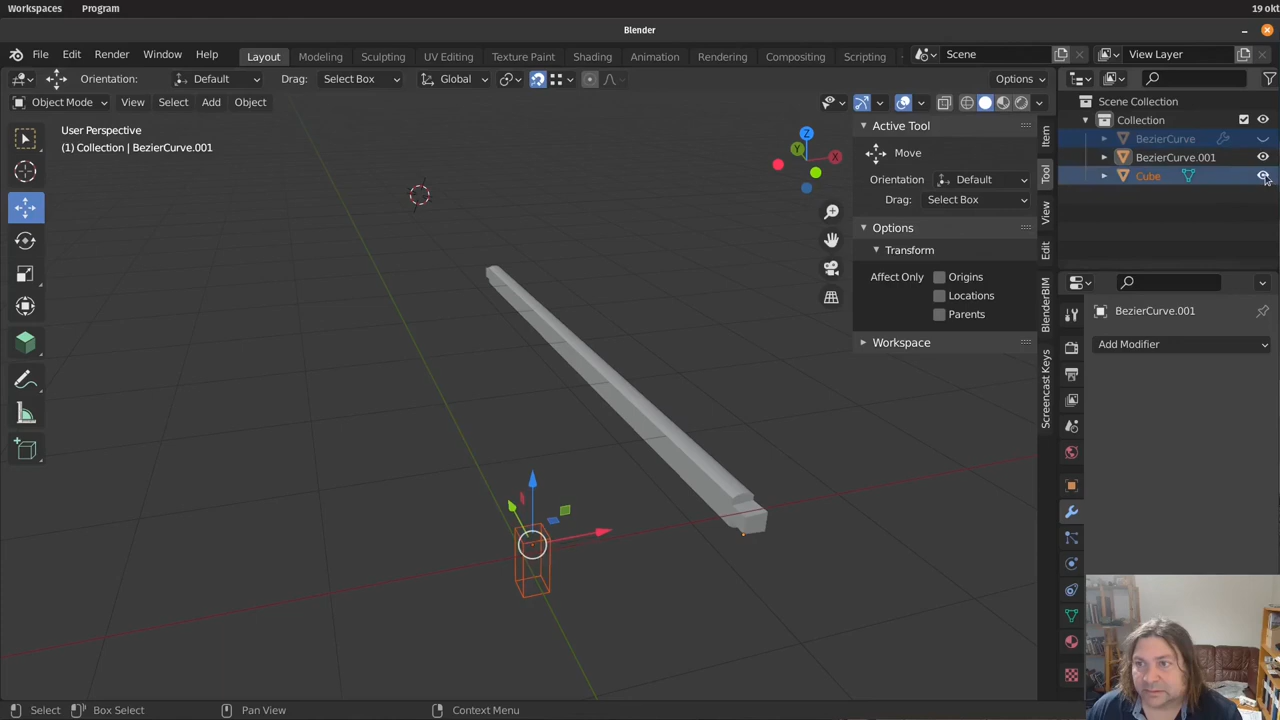 Workspaces Program 19 okt
Blender
File Edit Render Window Help Layout Modeling Sculpting UV Editing Texture Paint Shading Animation Rendering Compositing Scripting Scene View Layer
Orientation: Default Drag: Select Box Global Options
Object Mode View Select Add Object
User Perspective
(1) Collection | BezierCurve.001
Z
Y
X
Active Tool
Move
Orientation Default
Drag: Select Box
Options
Transform
Affect Only Origins
Locations
Parents
Workspace
Item
Tool
View
Edit
BlenderBIM
Screencast Keys
Scene Collection
Collection
BezierCurve
BezierCurve.001
Cube
BezierCurve.001
Add Modifier
Select Box Select Pan View Context Menu